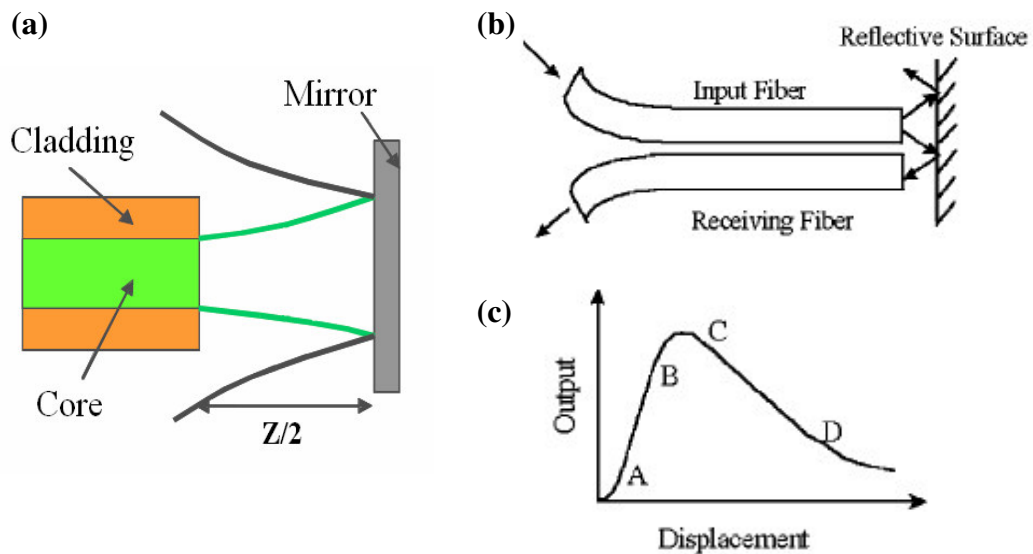 (a)
Mirror
Cladding
Core
Z/2
(b)
Reflective Surface
Input Fiber
Receiving Fiber
(c)
Output
A
B
C
D
Displacement